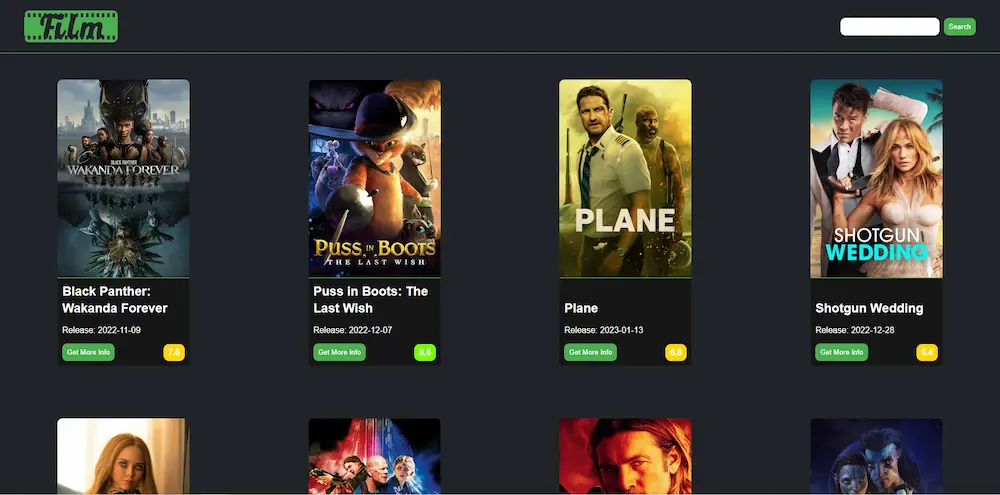 Film
Search
BLACK PANTHER
WAKANDA FOREVER
PUSS IN BOOTS
THE LAST WISH
PLANE
SHOTGUN
WEDDING
Black Panther:
Wakanda Forever
Release: 2022-11-09
Get More Info
7.5
Puss in Boots: The
Last Wish
Release: 2022-12-07
Get More Info
8.6
Plane
Release: 2023-01-13
Get More Info
6.8
Shotgun Wedding
Release: 2022-12-28
Get More Info
6.4